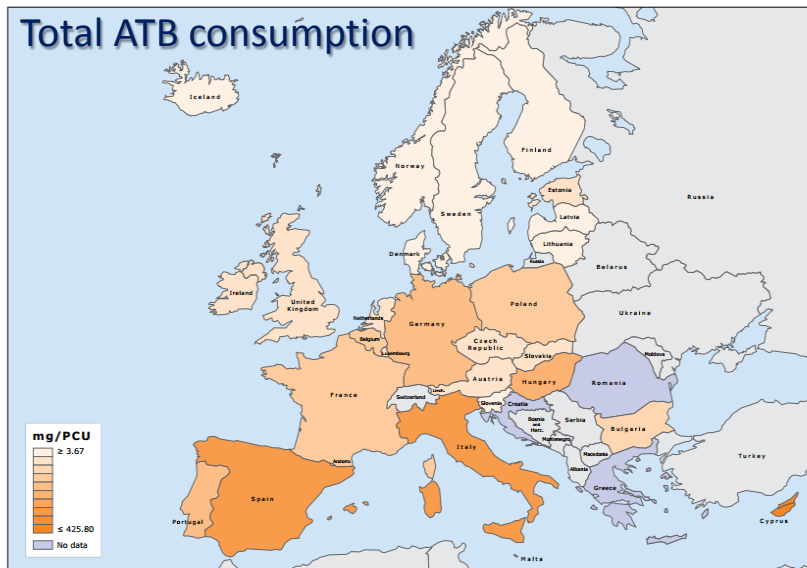 Total ATB consumption
Iceland
Norway
Finland
Sweden
Estonia
Russia
Latvia
Denmark
Lithuania
Russia
Belarus
Ireland
United
Kingdom
Netherlands
Germany
Poland
Ukraine
Belgium
Luxembourg
Czech
Republic
Slovakia
Moldova
France
Austria
Hungary
Romania
Switzerland
Liech.
Slovenia
Croatia
Bosnia
and
Herz.
Serbia
Montenegro
Bulgaria
Andorra
Italy
Macedonia
Albania
Turkey
Greece
Spain
Portugal
Cyprus
Malta
mg/PCU
≥ 3.67
≤ 425.80
No data